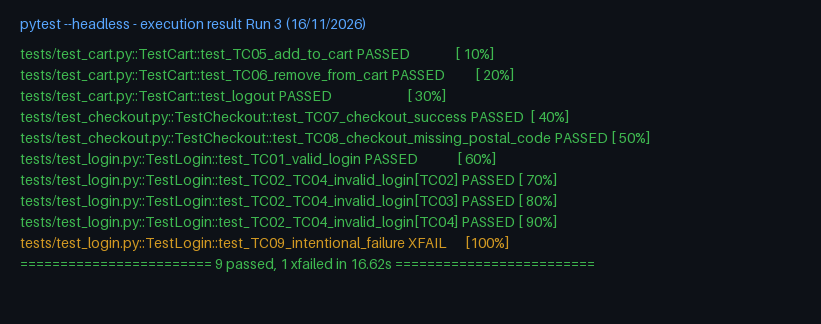 pytest --headless - execution result Run 3 (16/11/2026)
tests/test_cart.py::TestCart::test_TC05_add_to_cart PASSED [ 10%]
tests/test_cart.py::TestCart::test_TC06_remove_from_cart PASSED [ 20%]
tests/test_cart.py::TestCart::test_logout PASSED [ 30%]
tests/test_checkout.py::TestCheckout::test_TC07_checkout_success PASSED [ 40%]
tests/test_checkout.py::TestCheckout::test_TC08_checkout_missing_postal_code PASSED [ 50%]
tests/test_login.py::TestLogin::test_TC01_valid_login PASSED [ 60%]
tests/test_login.py::TestLogin::test_TC02_TC04_invalid_login[TC02] PASSED [ 70%]
tests/test_login.py::TestLogin::test_TC02_TC04_invalid_login[TC03] PASSED [ 80%]
tests/test_login.py::TestLogin::test_TC02_TC04_invalid_login[TC04] PASSED [ 90%]
tests/test_login.py::TestLogin::test_TC09_intentional_failure XFAIL [100%]
======================== 9 passed, 1 xfailed in 16.62s =========================